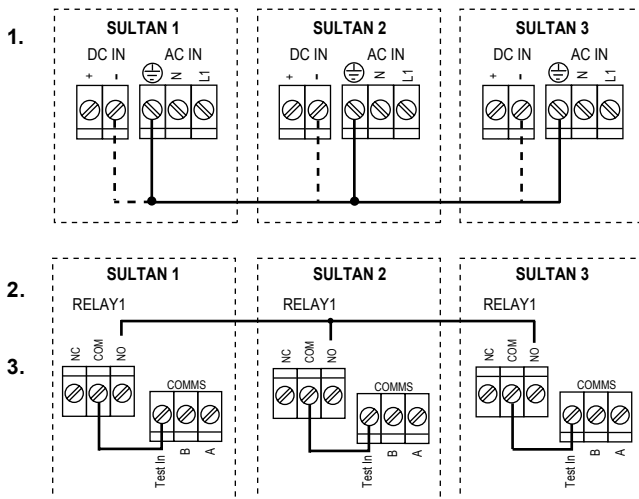 1.
SULTAN 1 SULTAN 2 SULTAN 3
DC IN AC IN DC IN AC IN DC IN AC IN
+ - N L1 + - N L1 + - N L1
2.
SULTAN 1 SULTAN 2 SULTAN 3
RELAY1 RELAY1 RELAY1
3.
NC COM NO NC COM NO NC COM NO
COMMS COMMS COMMS
Test In B A Test In B A Test In B A